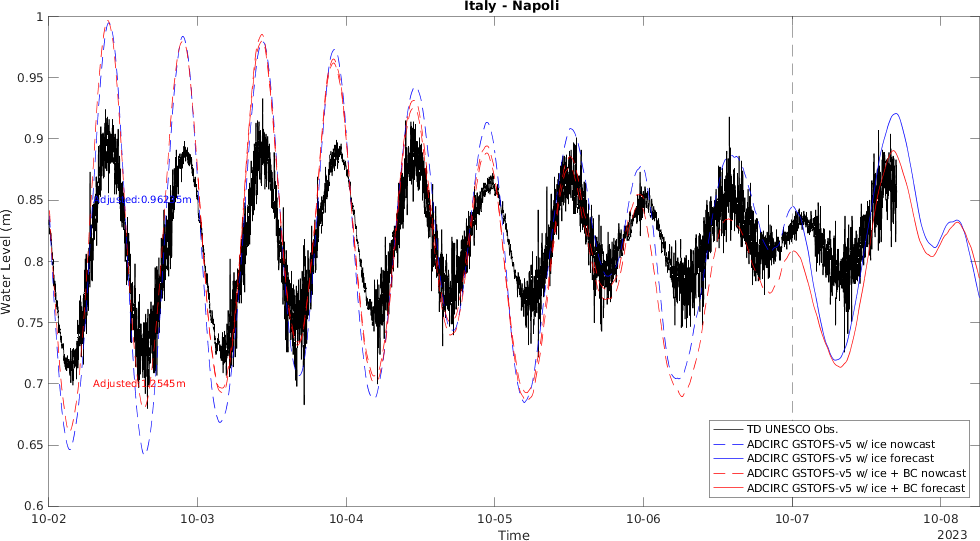 Italy - Napoli
Water Level (m)
1
0.95
0.9
0.85
0.8
0.75
0.7
0.65
0.6
Adjusted:1.2545m
10-02
10-03
10-04
10-05
10-06
10-07
10-08
Time
2023
TD UNESCO Obs.
ADCIRC GSTOFS-v5 w/ ice nowcast
ADCIRC GSTOFS-v5 w/ ice forecast
ADCIRC GSTOFS-v5 w/ ice + BC nowcast
ADCIRC GSTOFS-v5 w/ ice + BC forecast